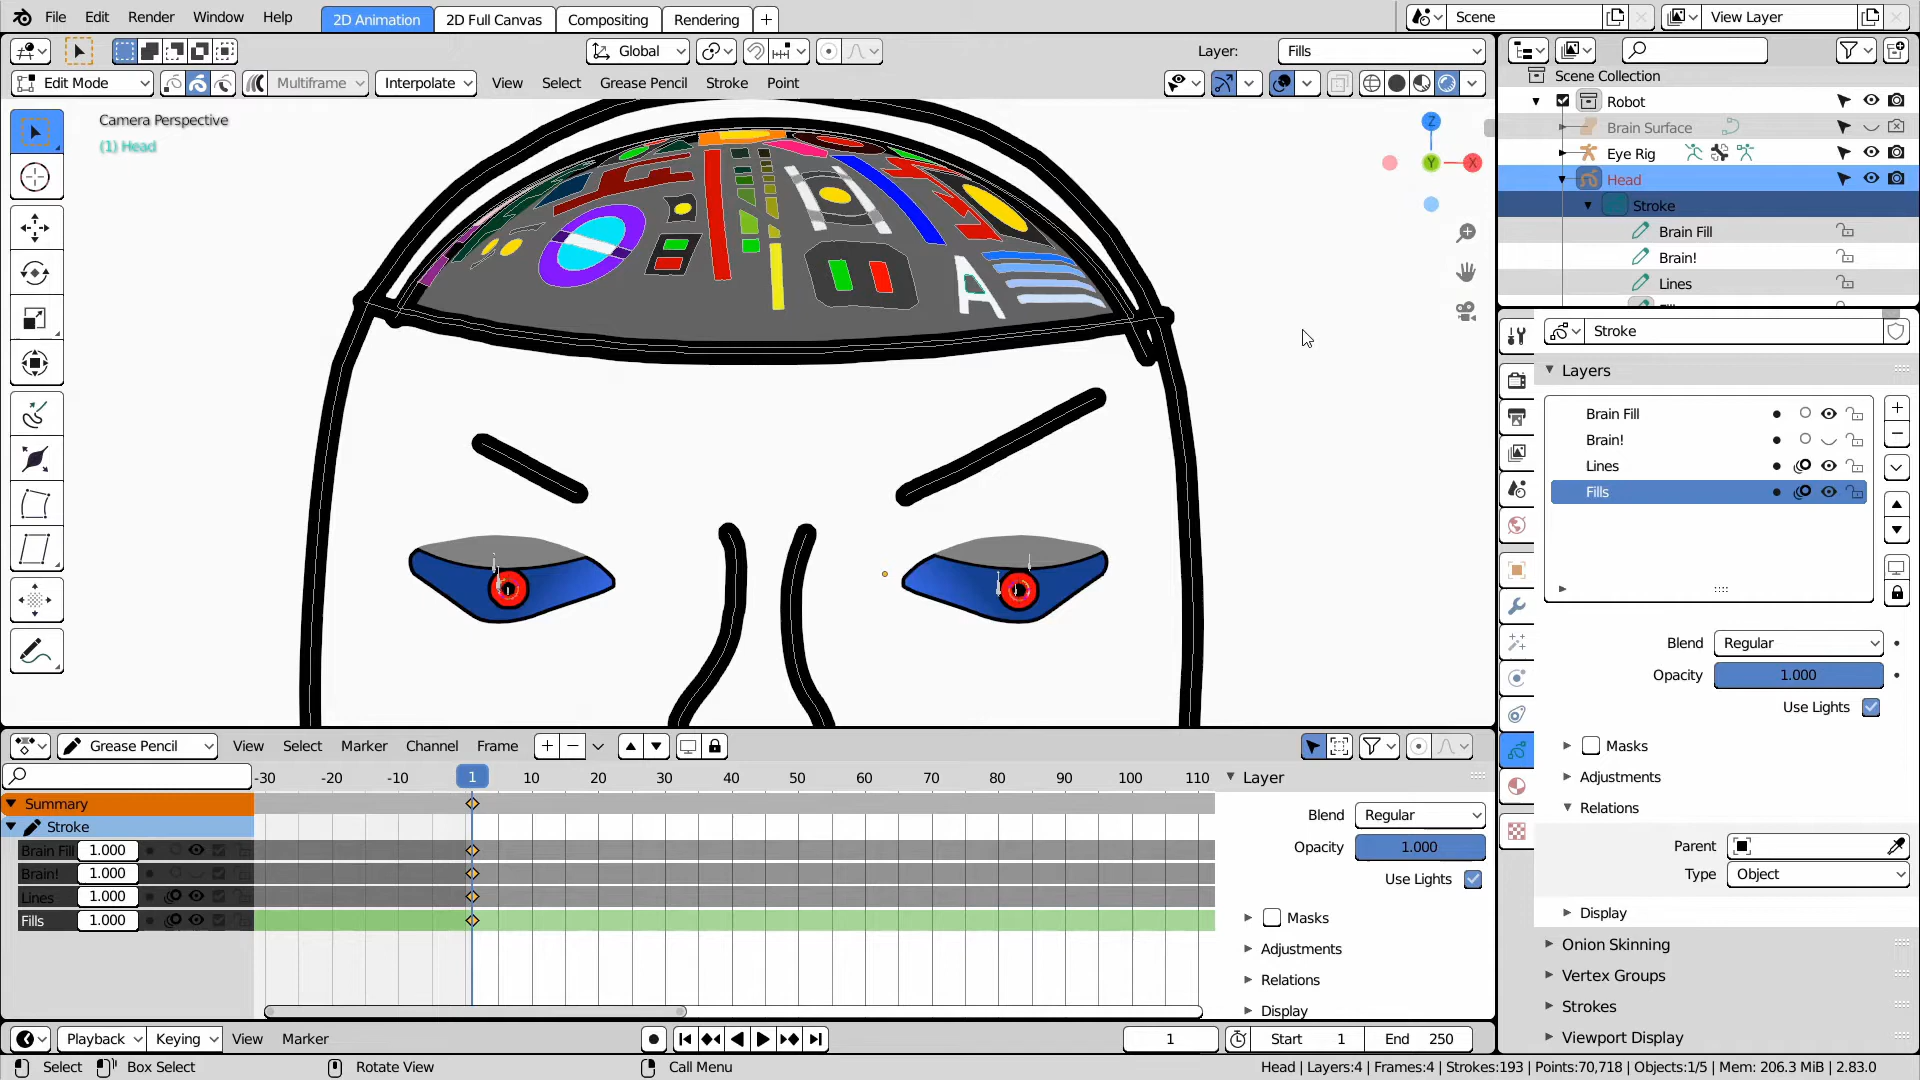 File Edit Render Window Help 2D Animation 2D Full Canvas Compositing Rendering + Scene View Layer
Global Layer: Fills
Edit Mode Multiframe Interpolate View Select Grease Pencil Stroke Point
Camera Perspective
(1) Head
Z
Y
X
A
Scene Collection
Robot
Brain Surface
Eye Rig
Head
Stroke
Brain Fill
Brain!
Lines
Stroke
Layers
Brain Fill
Brain!
Lines
Fills
Blend Regular
Opacity 1.000
Use Lights
Masks
Adjustments
Relations
Parent
Type Object
Display
Onion Skinning
Vertex Groups
Strokes
Viewport Display
Grease Pencil View Select Marker Channel Frame
-30 -20 -10 1 10 20 30 40 50 60 70 80 90 100 110
Summary
Stroke
Brain Fill 1.000
Brain! 1.000
Lines 1.000
Fills 1.000
Layer
Blend Regular
Opacity 1.000
Use Lights
Masks
Adjustments
Relations
Display
Playback Keying View Marker 1 Start 1 End 250
Select Box Select Rotate View Call Menu Head | Layers:4 | Frames:4 | Strokes:193 | Points:70,718 | Objects:1/5 | Mem: 206.3 MiB | 2.83.0